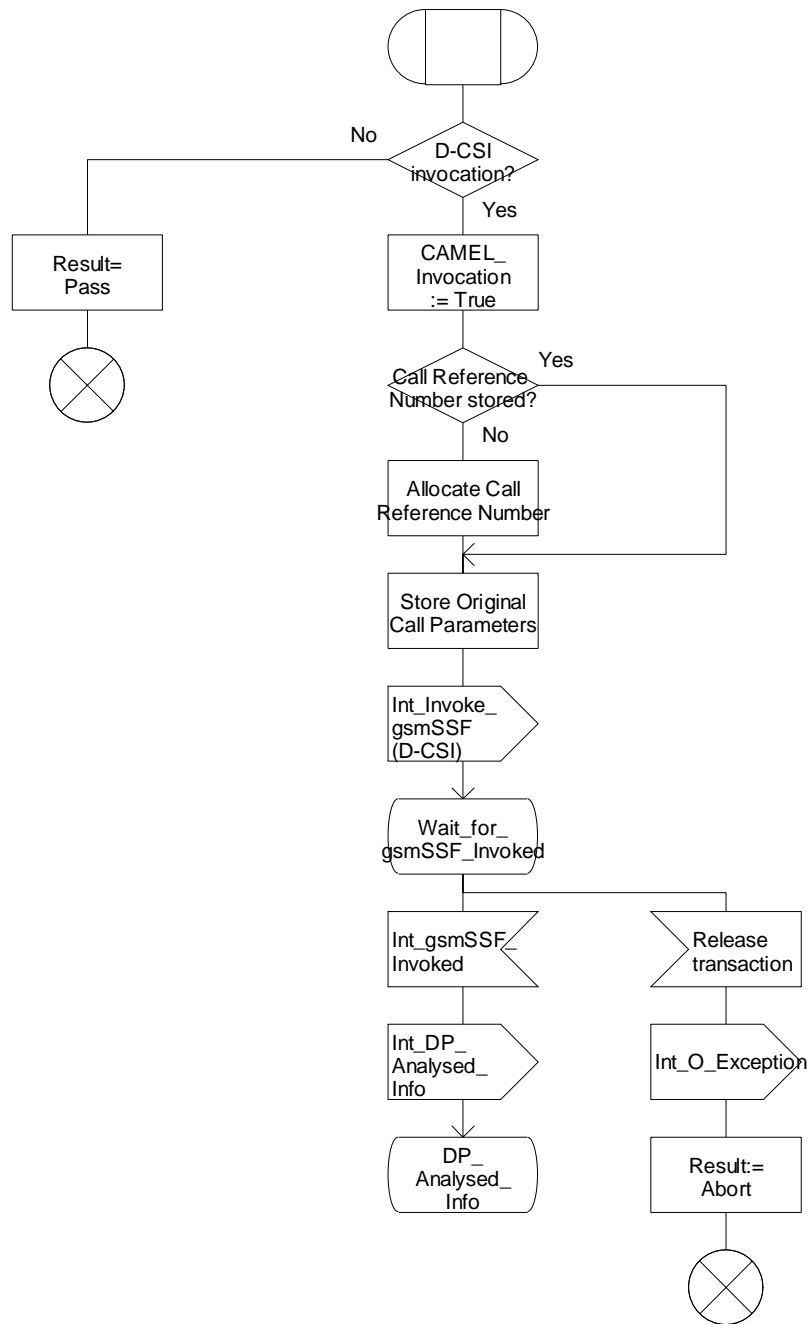 No
D-CSI
invocation?
Yes
Result=
Pass
CAMEL_
Invocation
:= True
Call Reference
Number stored?
Yes
No
Allocate Call
Reference Number
Store Original
Call Parameters
Int_Invoke_
gsmSSF
(D-CSI)
Wait_for_
gsmSSF_Invoked
Int_gsmSSF_
Invoked
Release
transaction
Int_DP_
Analysed_
Info
Int_O_Exception
DP_
Analysed_
Info
Result:=
Abort